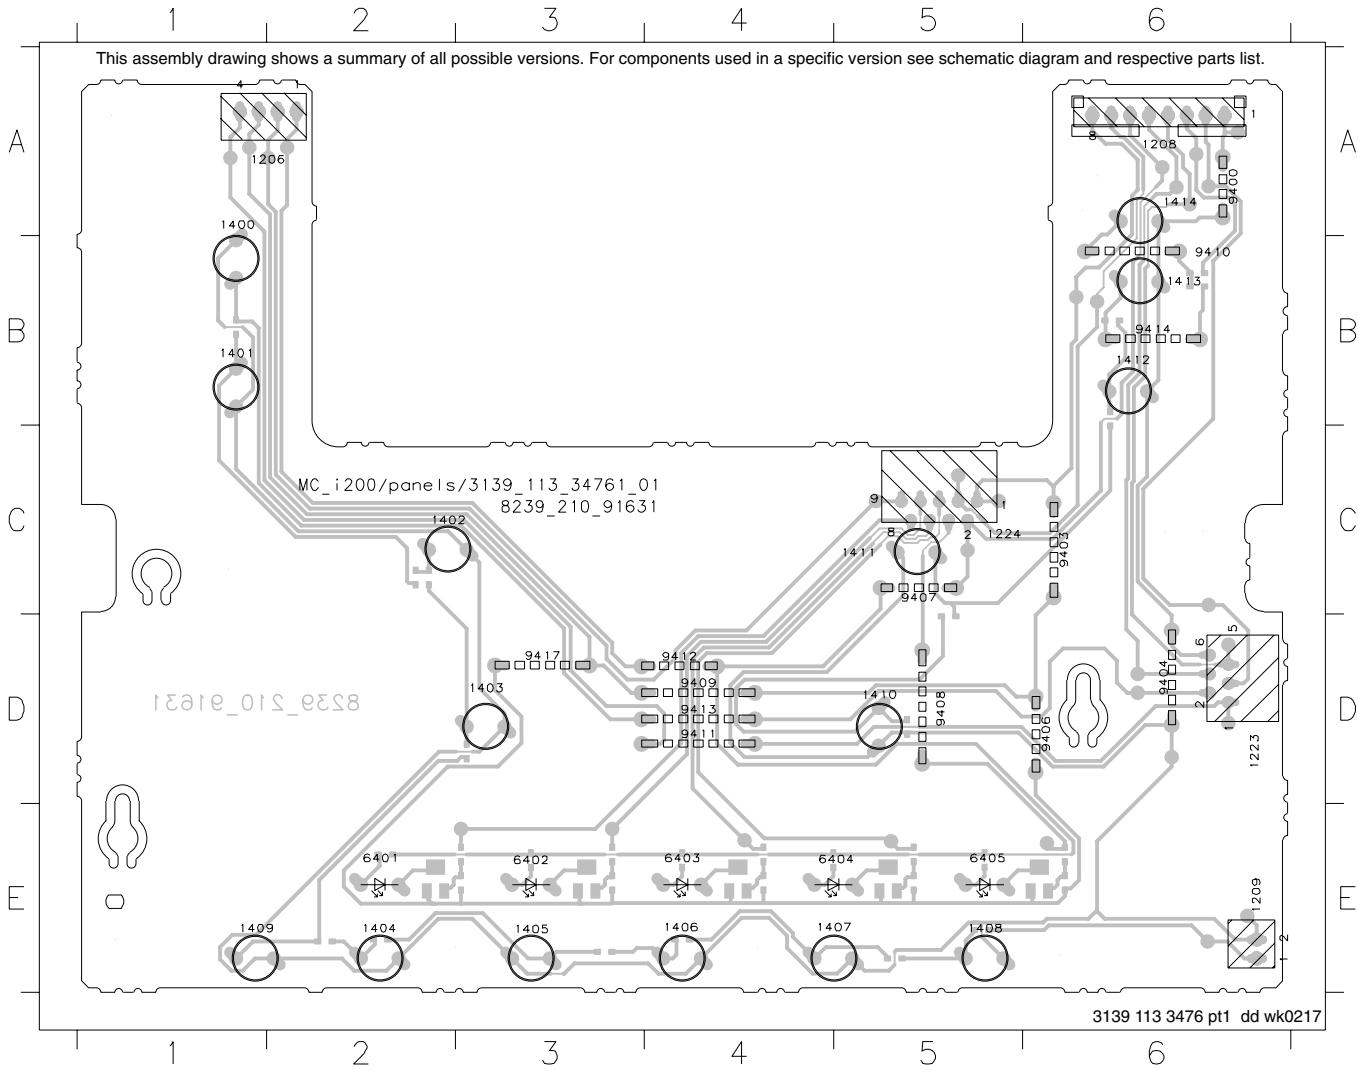 1 2 3 4 5 6
This assembly drawing shows a summary of all possible versions. For components used in a specific version see schematic diagram and respective parts list.
4 1
1
8
A 1206 1208 A
9400
1414
1400
9410
1413
B 9414 B
1401 1412
MC_i200/panels/3139_113_34761_01
8239_210_91631
9 1
C 1402 C
8 2 1224
1411 9403
9407
5
6
9417 9412
9404
1403 9409 1410
8239_210_91631
2
D 9413 9408 D
9411 9406
1223
6401 6402 6403 6404 6405
E 1209 E
1409 1404 1405 1406 1407 1408
2
1
3139 113 3476 pt1 dd wk0217
1 2 3 4 5 6